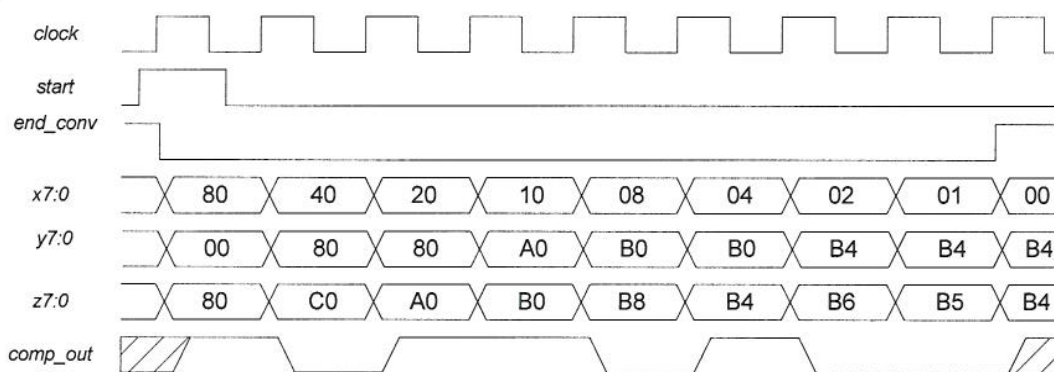 clock
start
end_conv
x7:0 80 40 20 10 08 04 02 01 00
y7:0 00 80 80 A0 B0 B0 B4 B4 B4
z7:0 80 C0 A0 B0 B8 B4 B6 B5 B4
comp_out